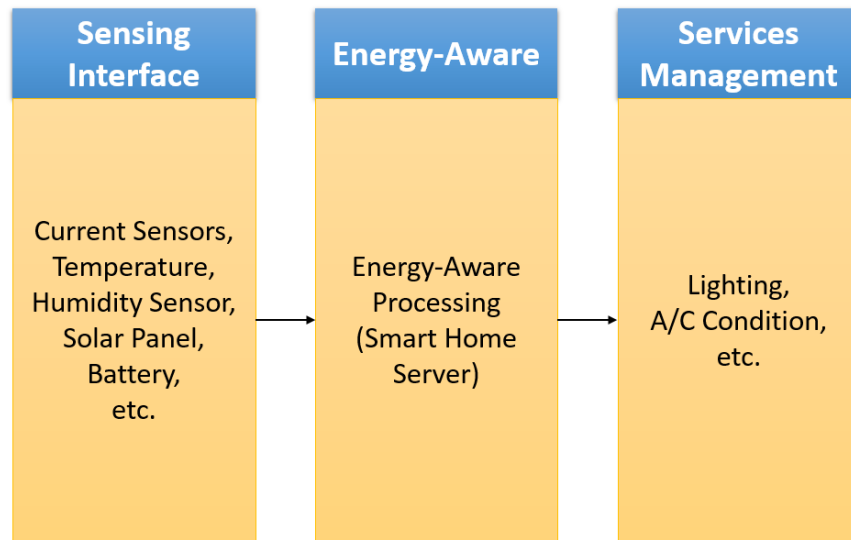 Sensing
Interface
Energy-Aware
Services
Management
Current Sensors,
Temperature,
Humidity Sensor,
Solar Panel,
Battery,
etc.
Energy-Aware
Processing
(Smart Home
Server)
Lighting,
A/C Condition,
etc.